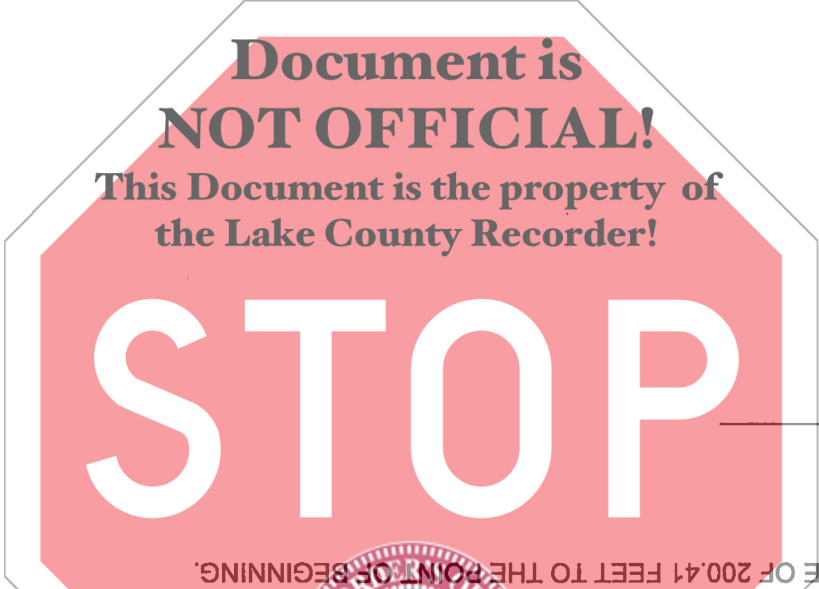 Document is
NOT OFFICIAL!
This Document is the property of
the Lake County Recorder!
STOP
OF 200.41 FEET TO THE POINT OF BEGINNING.